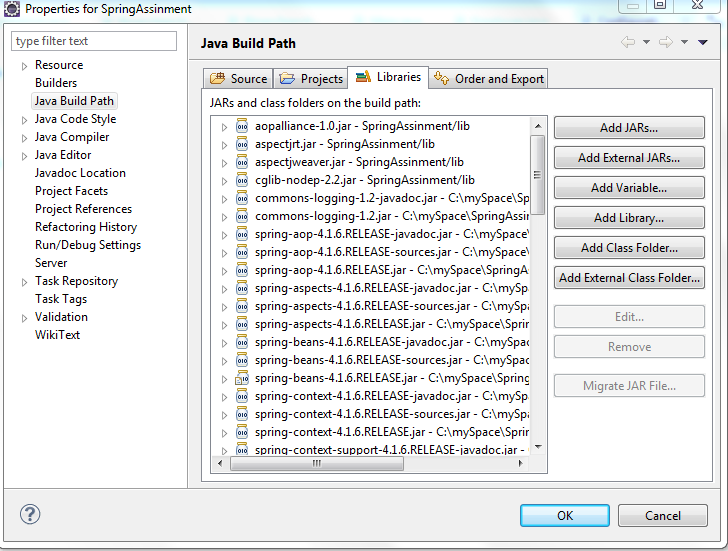 Properties for SpringAssinment
type filter text
Resource
Builders
Java Build Path
Java Code Style
Java Compiler
Java Editor
Javadoc Location
Project Facets
Project References
Refactoring History
Run/Debug Settings
Server
Task Repository
Task Tags
Validation
WikiText
Java Build Path
Source Projects Libraries Order and Export
JARs and class folders on the build path:
aopalliance-1.0.jar - SpringAssinment/lib
aspectjrt.jar - SpringAssinment/lib
aspectjweaver.jar - SpringAssinment/lib
cglib-nodep-2.2.jar - SpringAssinment/lib
commons-logging-1.2-javadoc.jar - C:\mySpace\Sp
commons-logging-1.2.jar - C:\mySpace\SpringAssin
spring-aop-4.1.6.RELEASE-javadoc.jar - C:\mySpac
spring-aop-4.1.6.RELEASE-sources.jar - C:\mySpac
spring-aop-4.1.6.RELEASE.jar - C:\mySpace\SpringA
spring-aspects-4.1.6.RELEASE-javadoc.jar - C:\myS
spring-aspects-4.1.6.RELEASE-sources.jar - C:\myS
spring-aspects-4.1.6.RELEASE.jar - C:\mySpace\Sprin
spring-beans-4.1.6.RELEASE-javadoc.jar - C:\mySp
spring-beans-4.1.6.RELEASE-sources.jar - C:\mySp
spring-beans-4.1.6.RELEASE.jar - C:\mySpace\Spring
spring-context-4.1.6.RELEASE-javadoc.jar - C:\myS
spring-context-4.1.6.RELEASE-sources.jar - C:\myS
spring-context-4.1.6.RELEASE.jar - C:\mySpace\Sprin
spring-context-support-4.1.6.RELEASE-javadoc.jar -
Add JARs...
Add External JARs...
Add Variable...
Add Library...
Add Class Folder...
Add External Class Folder...
Edit...
Remove
Migrate JAR File...
OK
Cancel